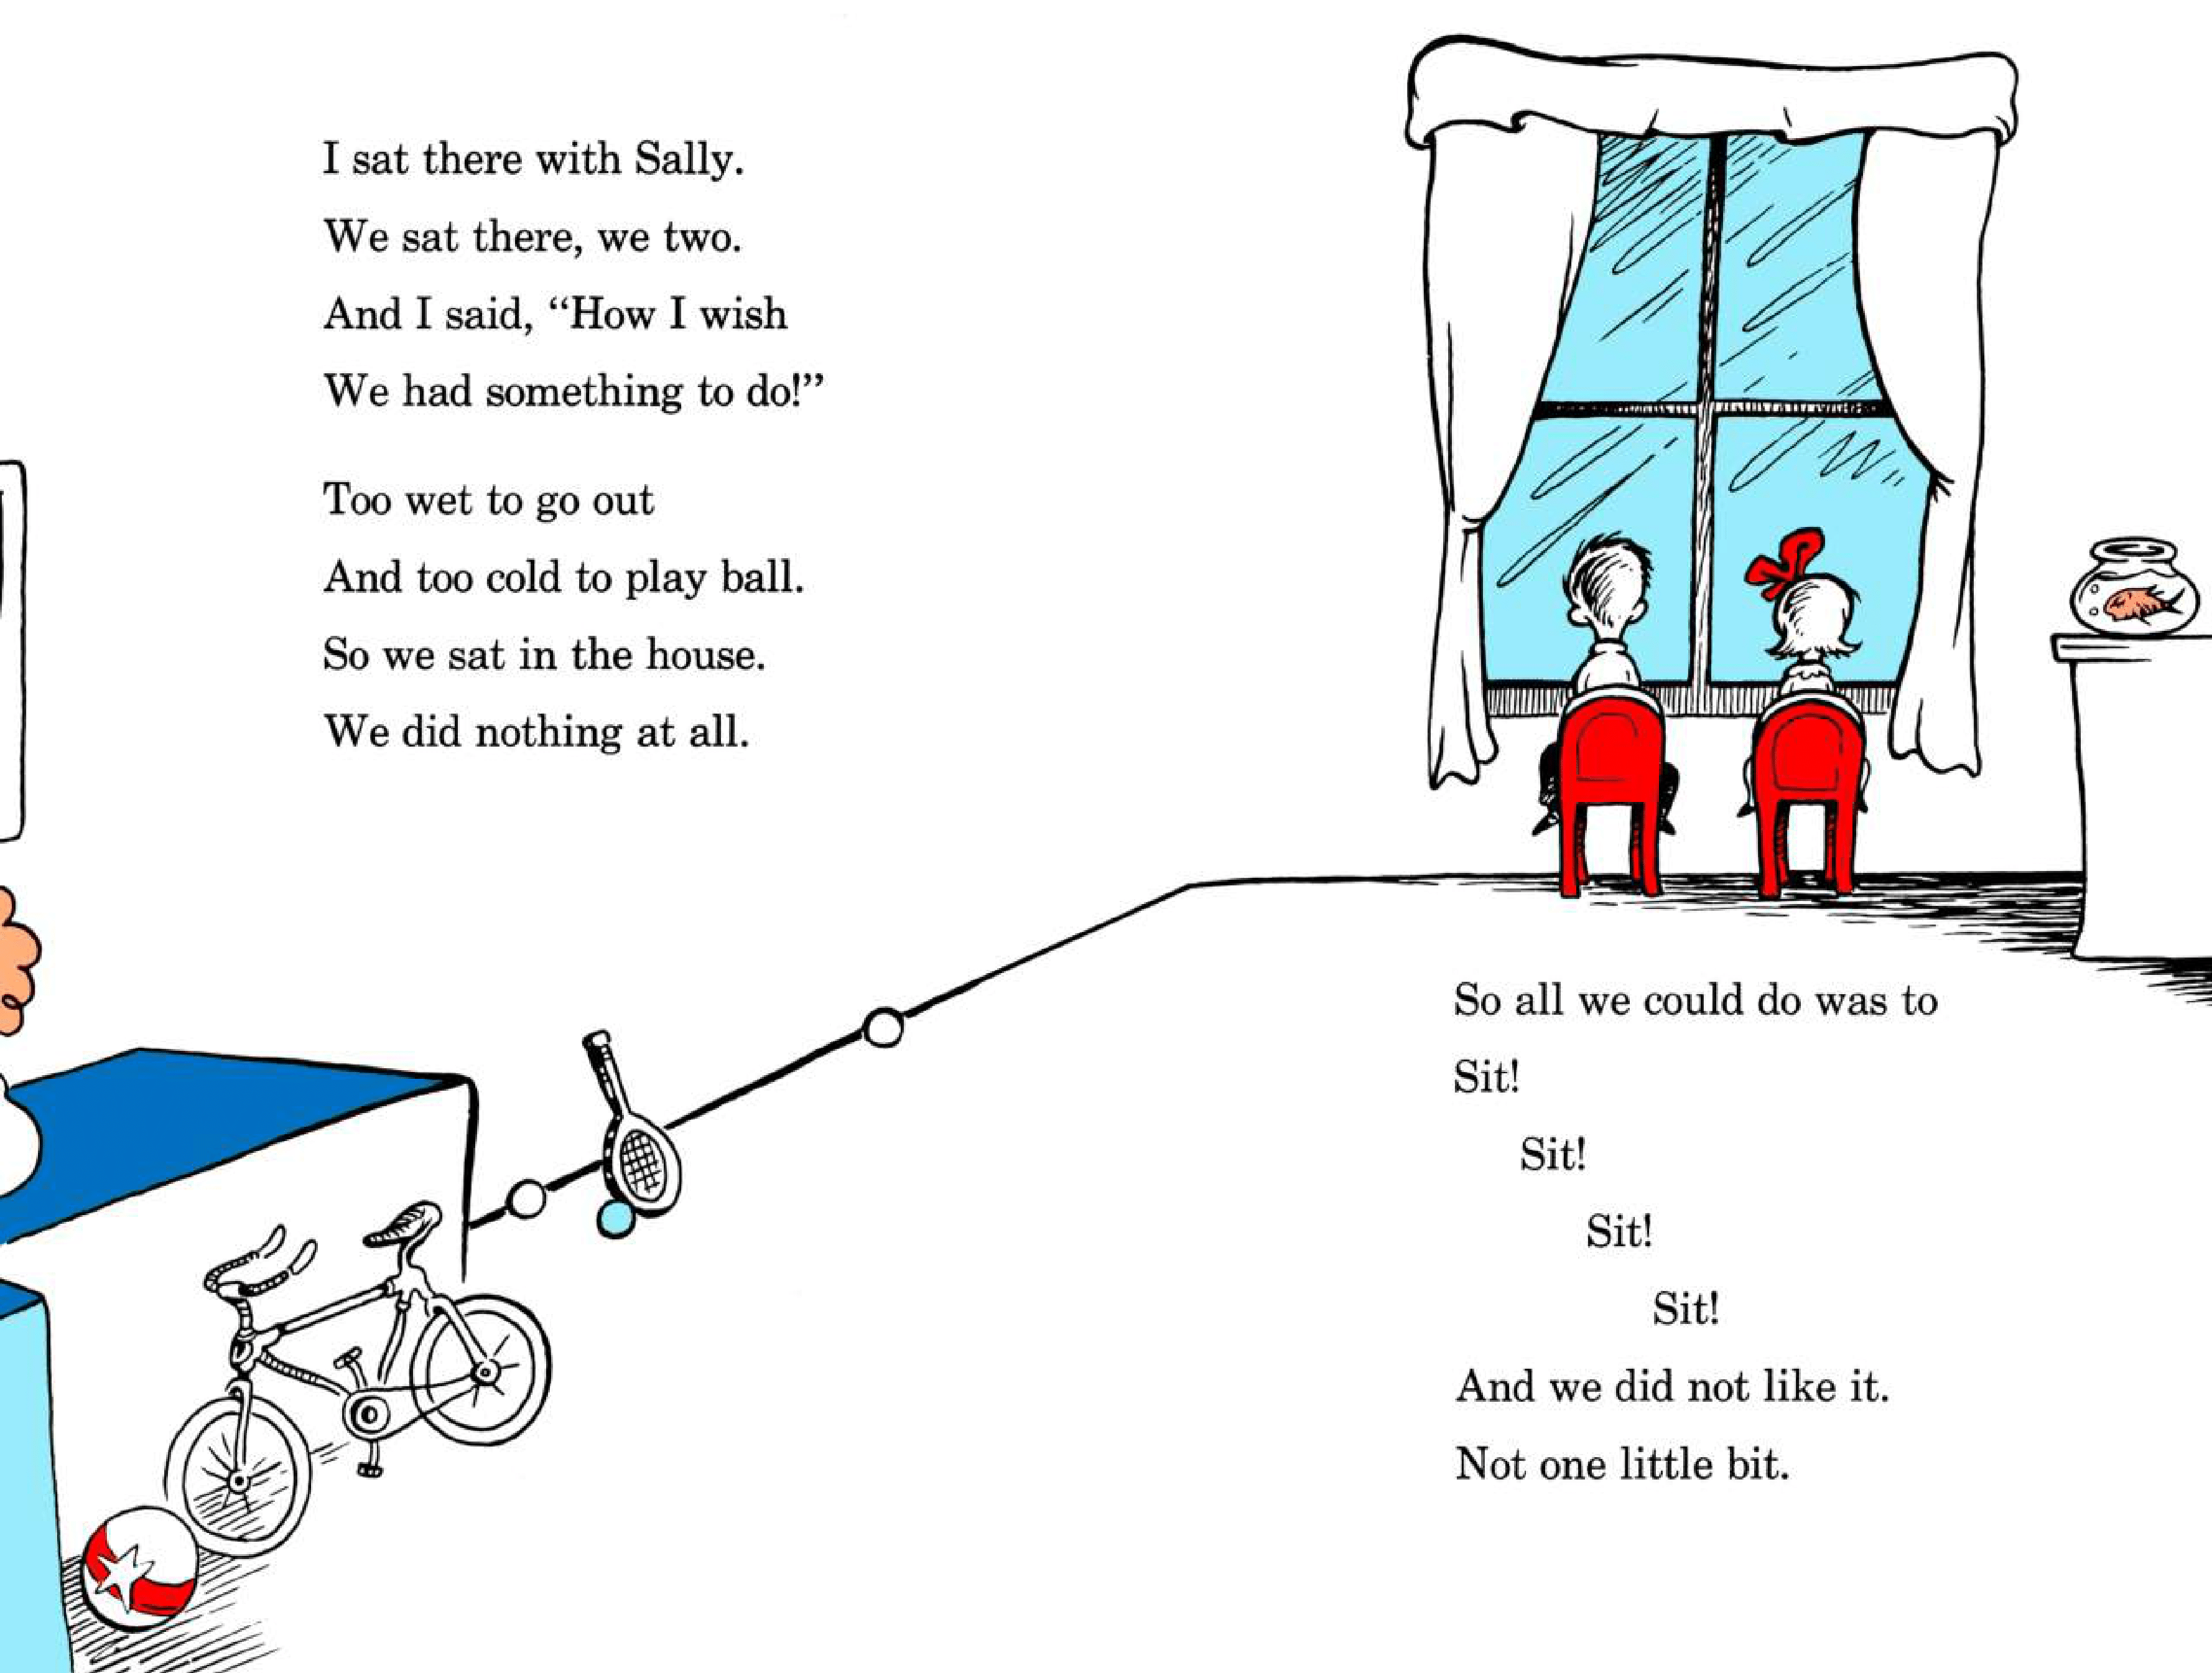 I sat there with Sally.
We sat there, we two.
And I said, “How I wish
We had something to do!”
Too wet to go out
And too cold to play ball.
So we sat in the house.
We did nothing at all.
So all we could do was to
Sit!
Sit!
Sit!
Sit!
And we did not like it.
Not one little bit.